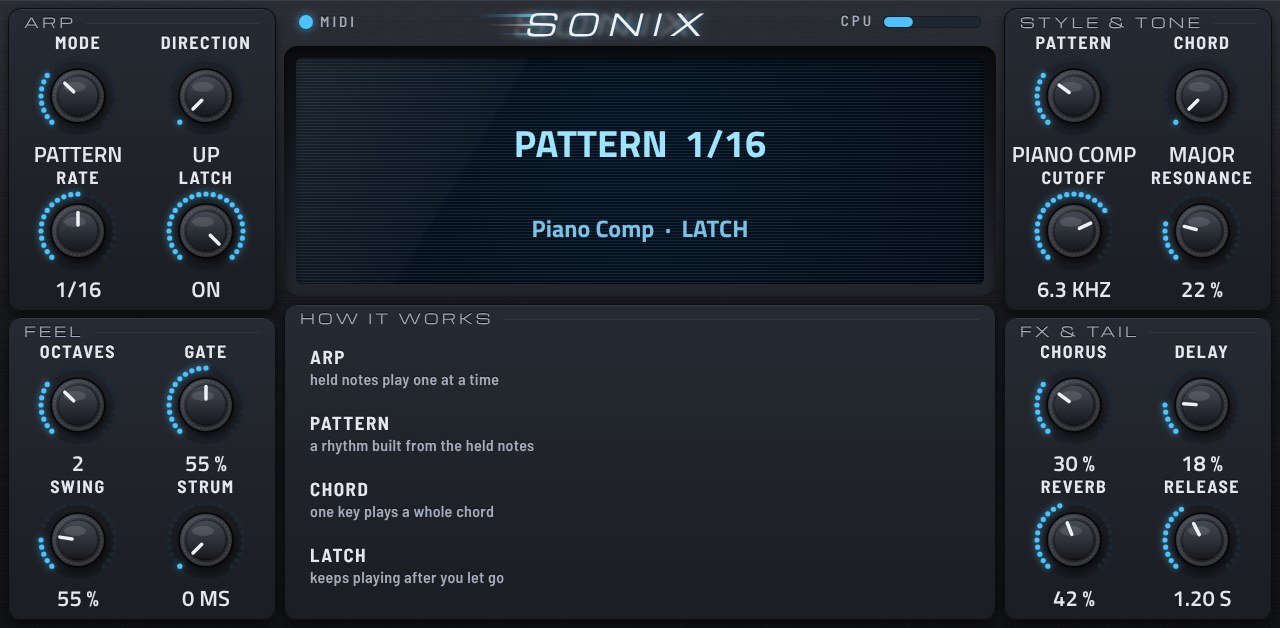 ARP
MODE DIRECTION
PATTERN UP
RATE LATCH
1/16 ON
FEEL
OCTAVES GATE
2 55 %
SWING STRUM
55 % 0 MS
MIDI SONIX CPU
PATTERN 1/16
Piano Comp · LATCH
HOW IT WORKS
ARP
held notes play one at a time
PATTERN
a rhythm built from the held notes
CHORD
one key plays a whole chord
LATCH
keeps playing after you let go
STYLE & TONE
PATTERN CHORD
PIANO COMP MAJOR
CUTOFF RESONANCE
6.3 KHZ 22 %
FX & TAIL
CHORUS DELAY
30 % 18 %
REVERB RELEASE
42 % 1.20 S